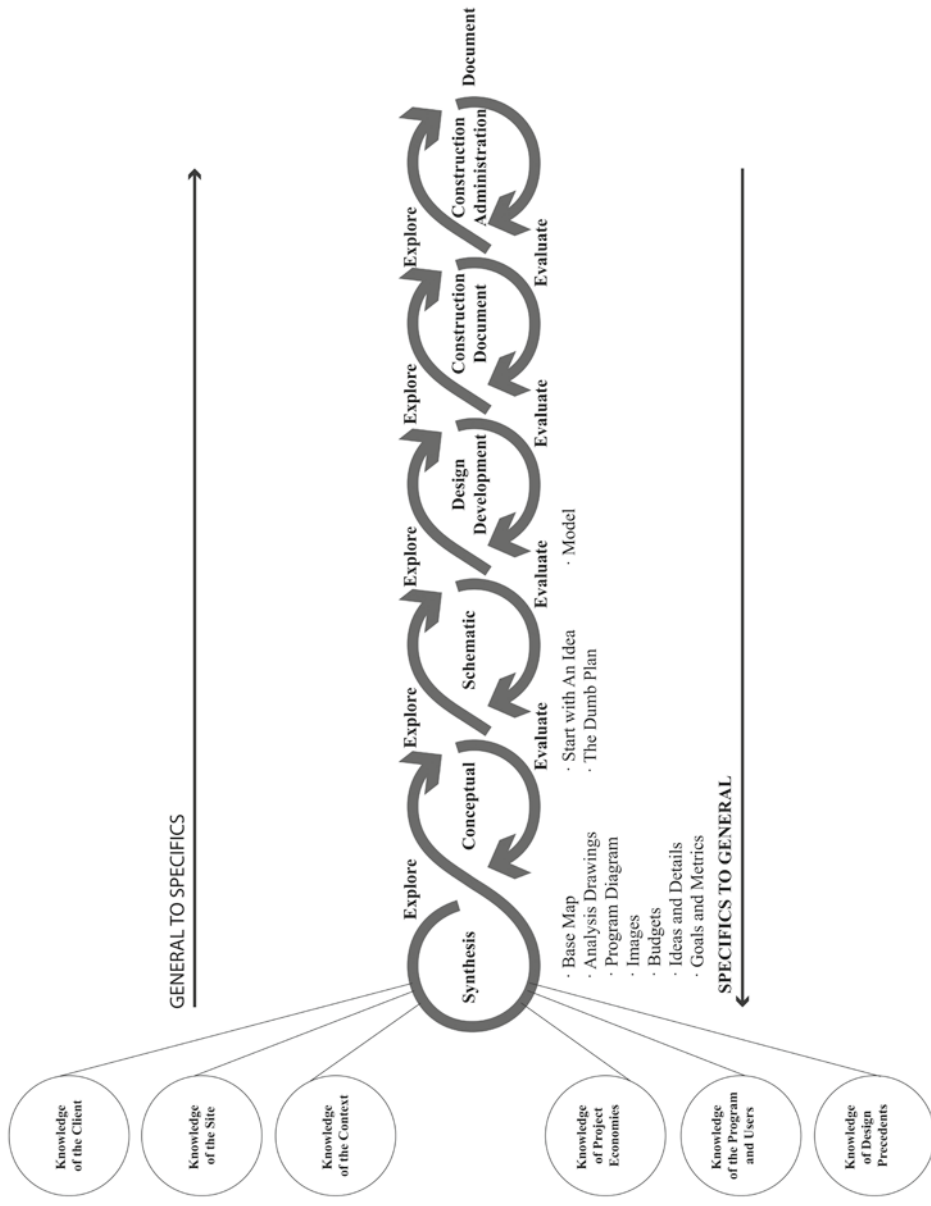 GENERAL TO SPECIFICS
Knowledge
of the Client
Knowledge
of the Site
Knowledge
of the Context
Knowledge
of Project
Economies
Knowledge
of the Program
and Users
Knowledge
of Design
Precedents
Explore
Explore
Explore
Explore
Explore
Synthesis
Conceptual
Schematic
Design
Development
Construction
Document
Construction
Administration
Document
Evaluate
Evaluate
Evaluate
Evaluate
· Base Map
· Analysis Drawings
· Program Diagram
· Images
· Budgets
· Ideas and Details
· Goals and Metrics
· Start with An Idea
· The Dumb Plan
· Model
SPECIFICS TO GENERAL